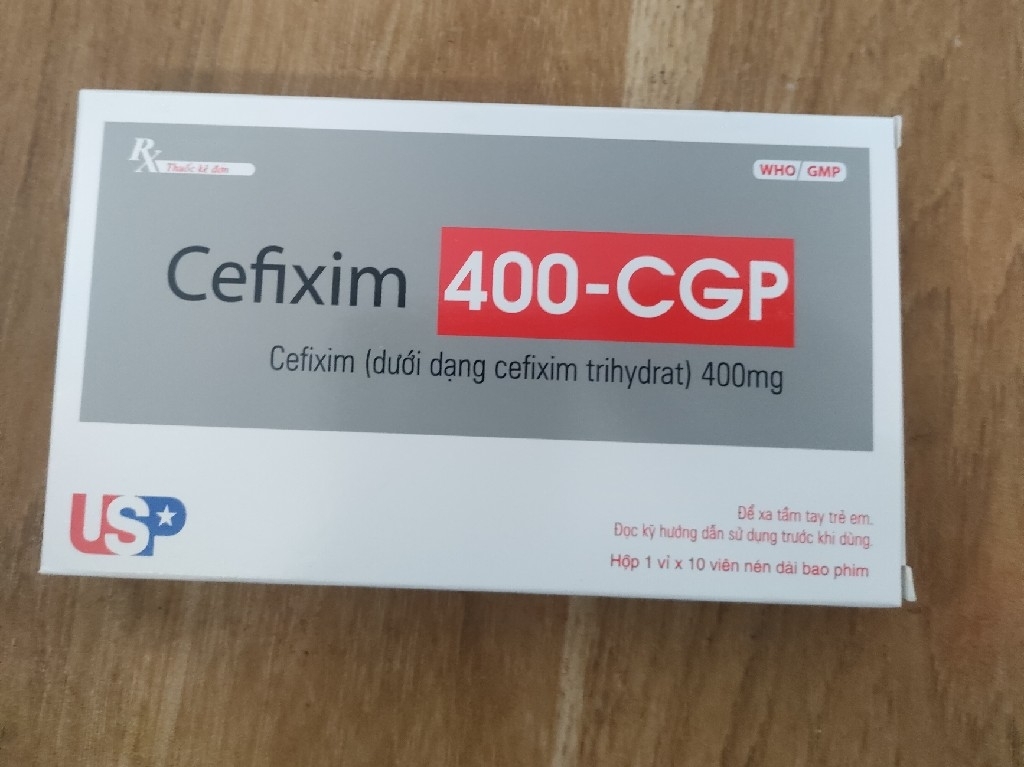 Rx Thuốc kê đơn
WHO/GMP
Cefixim 400-CGP
Cefixim (dưới dạng cefixim trihydrat) 400mg
USP
Để xa tầm tay trẻ em.
Đọc kỹ hướng dẫn sử dụng trước khi dùng.
Hộp 1 vỉ x 10 viên nén dài bao phim